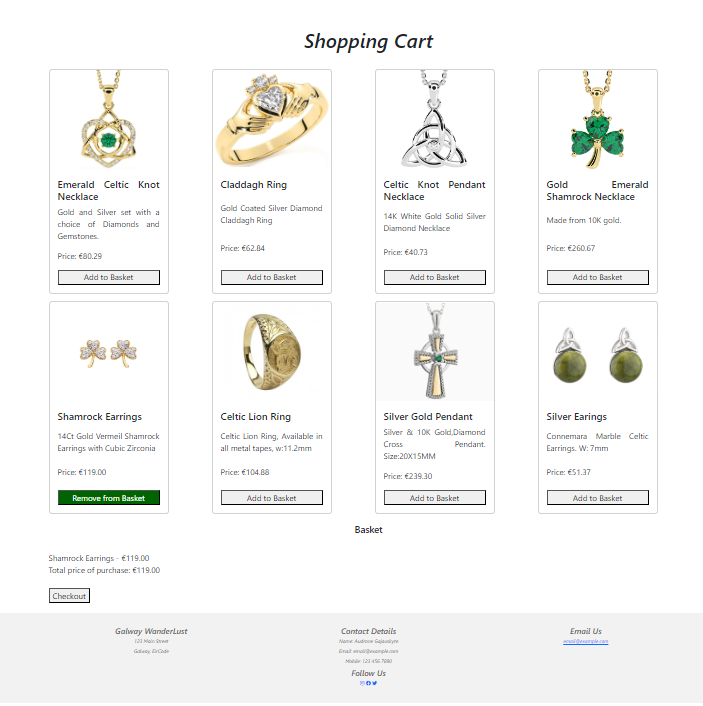 Shopping Cart
Emerald Celtic Knot
Necklace
Gold and Silver set with a
choice of Diamonds and
Gemstones.
Price: €80.29
Add to Basket
Claddagh Ring
Gold Coated Silver Diamond
Claddagh Ring
Price: €62.84
Add to Basket
Celtic Knot Pendant
Necklace
14K White Gold Solid Silver
Diamond Necklace
Price: €40.73
Add to Basket
Gold Emerald
Shamrock Necklace
Made from 10K gold.
Price: €260.67
Add to Basket
Shamrock Earrings
14Ct Gold Vermeil Shamrock
Earrings with Cubic Zirconia
Price: €119.00
Remove from Basket
Celtic Lion Ring
Celtic Lion Ring, Available in
all metal tapes, w:11.2mm
Price: €104.88
Add to Basket
Silver Gold Pendant
Silver & 10K Gold,Diamond
Cross Pendant.
Size:20X15MM
Price: €239.30
Add to Basket
Silver Earings
Connemara Marble Celtic
Earrings. W: 7mm
Price: €51.37
Add to Basket
Basket
Shamrock Earrings - €119.00
Total price of purchase: €119.00
Checkout
Galway WanderLust
123 Main Street
Galway, EirCode
Contact Details
Name: Audrone Gajauskyte
Email: email@example.com
Mobile: 123 456 7890
Follow Us
Email Us
email@example.com